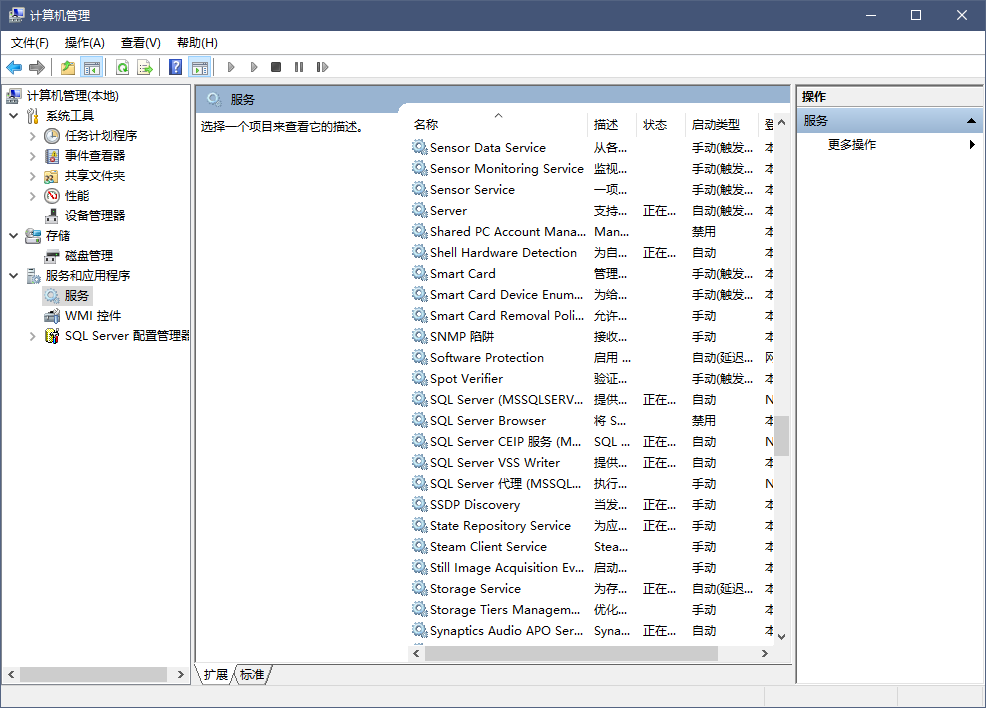 计算机管理
文件(F) 操作(A) 查看(V) 帮助(H)
计算机管理(本地)
系统工具
任务计划程序
事件查看器
共享文件夹
性能
设备管理器
存储
磁盘管理
服务和应用程序
服务
WMI 控件
SQL Server 配置管理器
服务
选择一个项目来查看它的描述。
名称 描述 状态 启动类型 登
Sensor Data Service 从各... 手动(触发... 本
Sensor Monitoring Service 监视... 手动(触发... 本
Sensor Service 一项... 手动(触发... 本
Server 支持... 正在... 自动(触发... 本
Shared PC Account Mana... Man... 禁用 本
Shell Hardware Detection 为自... 正在... 自动 本
Smart Card 管理... 手动(触发... 本
Smart Card Device Enum... 为给... 手动(触发... 本
Smart Card Removal Poli... 允许... 手动 本
SNMP 陷阱 接收... 手动 本
Software Protection 启用 ... 自动(延迟... 网
Spot Verifier 验证... 手动(触发... 本
SQL Server (MSSQLSERV... 提供... 正在... 自动 N
SQL Server Browser 将 S... 禁用 本
SQL Server CEIP 服务 (M... SQL ... 正在... 自动 N
SQL Server VSS Writer 提供... 正在... 自动 本
SQL Server 代理 (MSSQL... 执行... 手动 N
SSDP Discovery 当发... 正在... 手动 本
State Repository Service 为应... 正在... 手动 本
Steam Client Service Stea... 手动 本
Still Image Acquisition Ev... 启动... 手动 本
Storage Service 为存... 正在... 自动(延迟... 本
Storage Tiers Managem... 优化... 手动 本
Synaptics Audio APO Ser... Syna... 正在... 自动 本
扩展 标准
操作
服务
更多操作